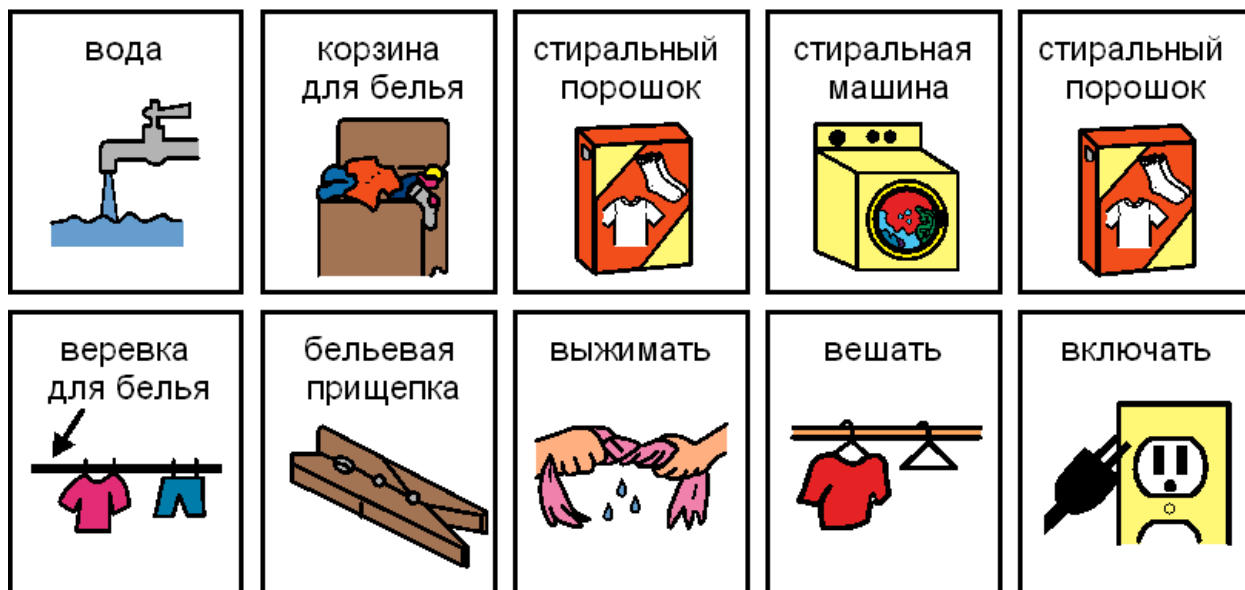 вода
корзина
для белья
стиральный
порошок
стиральная
машина
стиральный
порошок
веревка
для белья
бельевая
прищепка
выжимать
вешать
включать